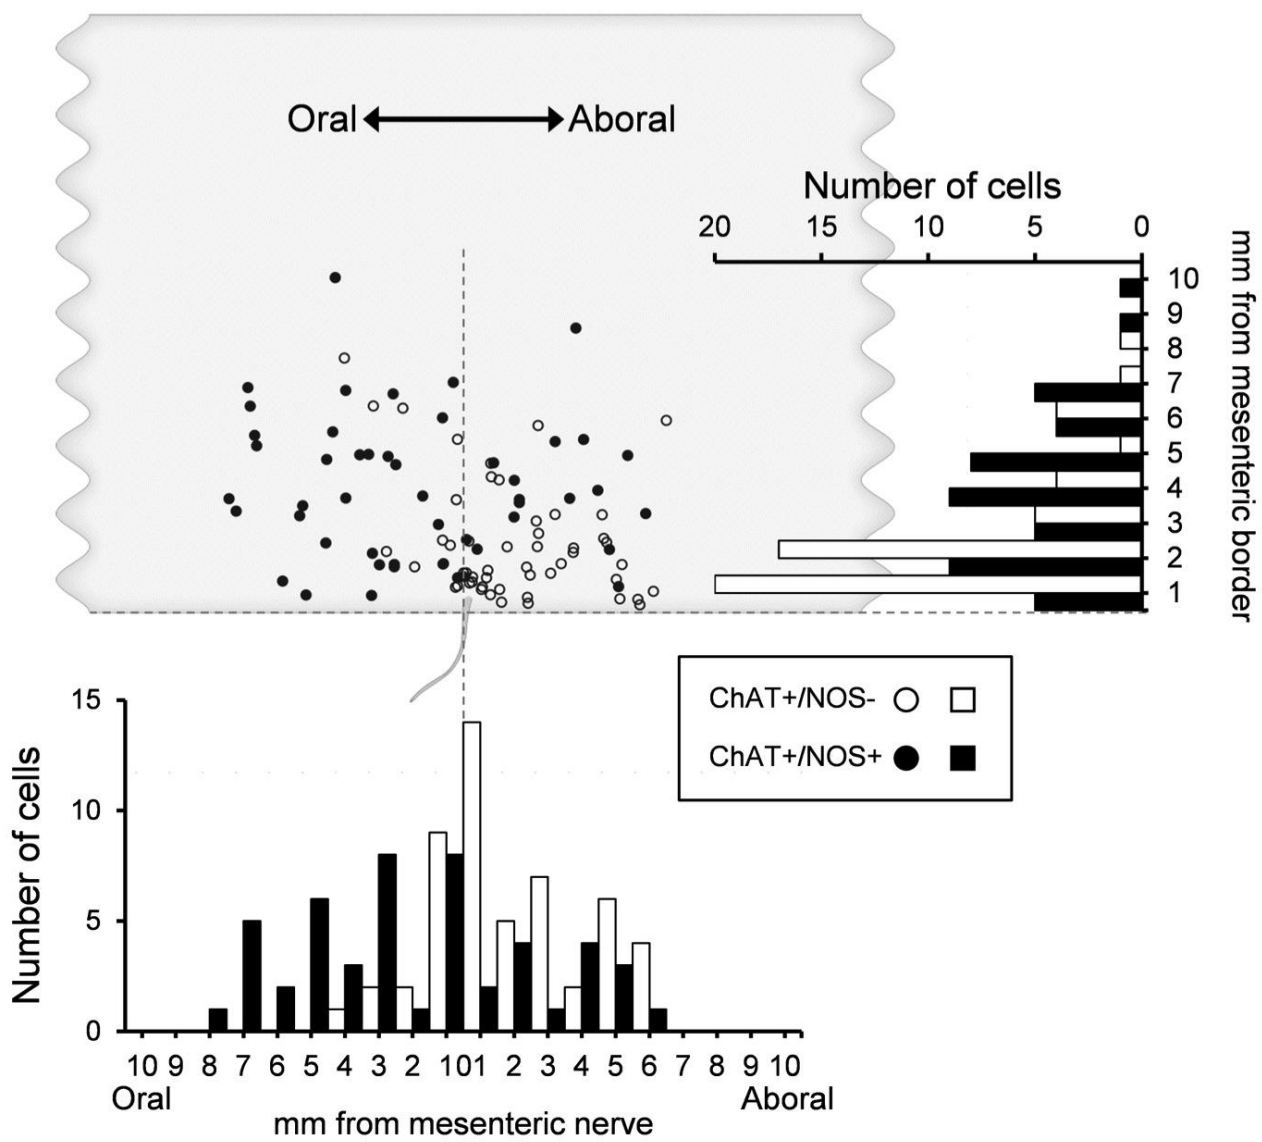 Oral Aboral
Number of cells
20 15 10 5 0
10
9
8
7
6
5
4
3
2
1
mm from mesenteric border
ChAT+/NOS-
ChAT+/NOS+
Number of cells
15
10
5
0
10 9 8 7 6 5 4 3 2 1 0 1 2 3 4 5 6 7 8 9 10
Oral Aboral
mm from mesenteric nerve